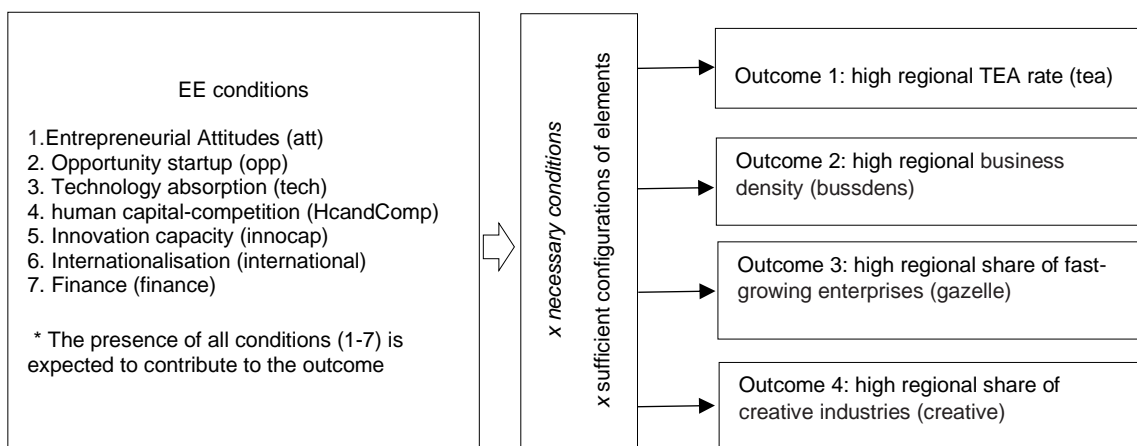 EE conditions
1.Entrepreneurial Attitudes (att)
2. Opportunity startup (opp)
3. Technology absorption (tech)
4. human capital-competition (HcandComp)
5. Innovation capacity (innocap)
6. Internationalisation (international)
7. Finance (finance)
* The presence of all conditions (1-7) is
expected to contribute to the outcome
x necessary conditions
x sufficient configurations of elements
Outcome 1: high regional TEA rate (tea)
Outcome 2: high regional business
density (bussdens)
Outcome 3: high regional share of fast-
growing enterprises (gazelle)
Outcome 4: high regional share of
creative industries (creative)